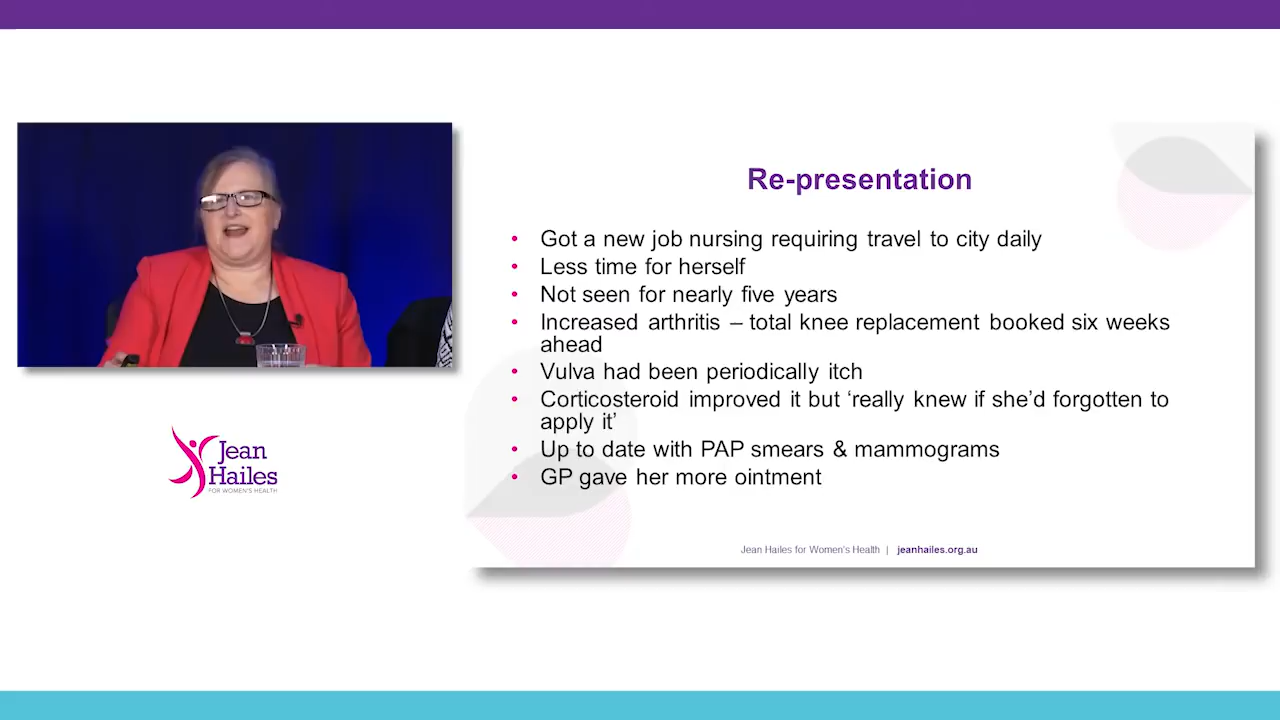 Re-presentation
• Got a new job nursing requiring travel to city daily
• Less time for herself
• Not seen for nearly five years
• Increased arthritis – total knee replacement booked six weeks
ahead
• Vulva had been periodically itch
• Corticosteroid improved it but ‘really knew if she’d forgotten to
apply it’
• Up to date with PAP smears & mammograms
• GP gave her more ointment
Jean Hailes for Women's Health | jeanhailes.org.au
Jean
Hailes
FOR WOMEN'S HEALTH